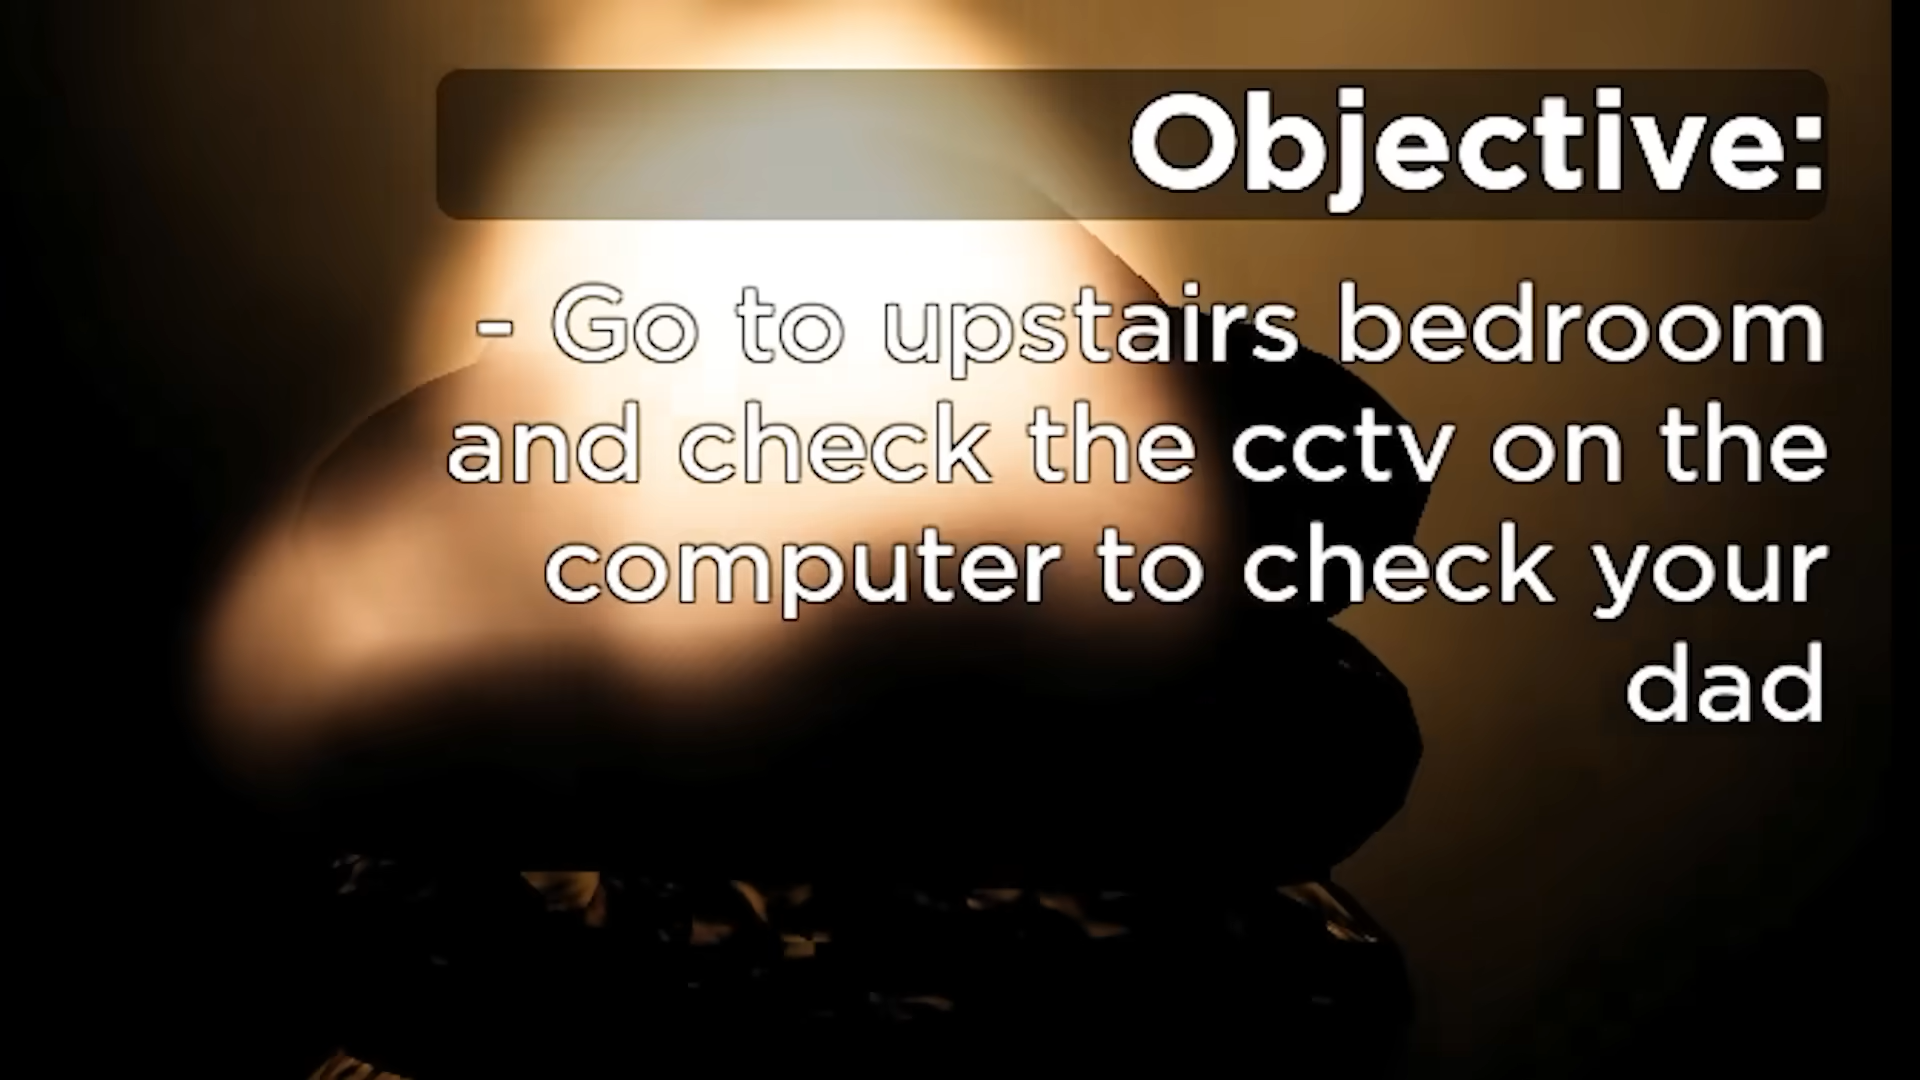 Objective:
- Go to upstairs bedroom
and check the cctv on the
computer to check your
dad